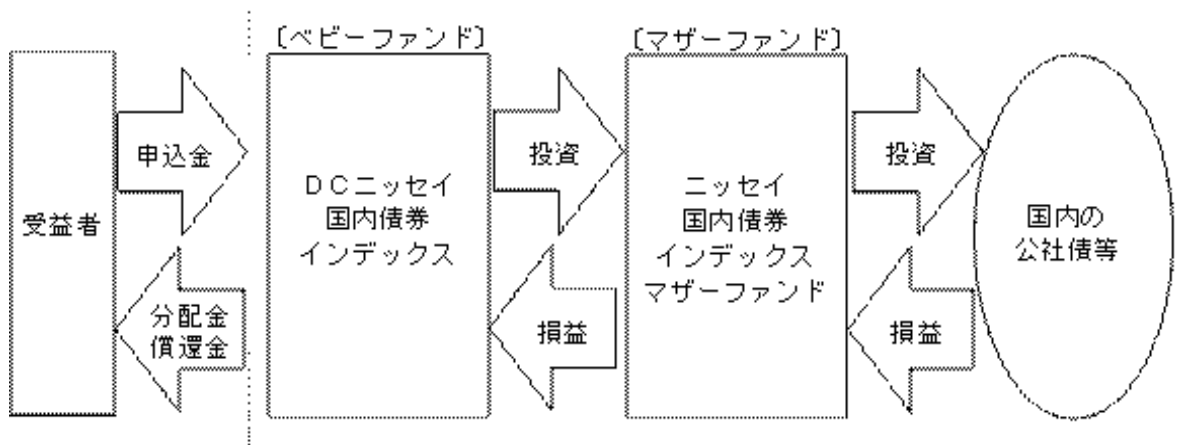 〔ベビーファンド〕
〔マザーファンド〕
受益者
申込金
分配金
償還金
ＤＣニッセイ
国内債券
インデックス
投資
損益
ニッセイ
国内債券
インデックス
マザーファンド
投資
損益
国内の
公社債等